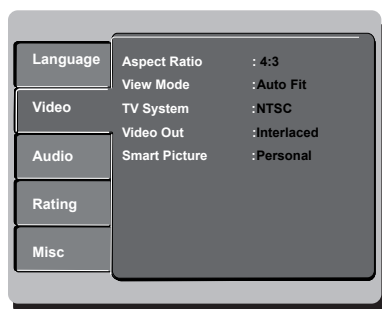 Language
Video
Audio
Rating
Misc
Aspect Ratio : 4:3
View Mode :Auto Fit
TV System :NTSC
Video Out :Interlaced
Smart Picture :Personal